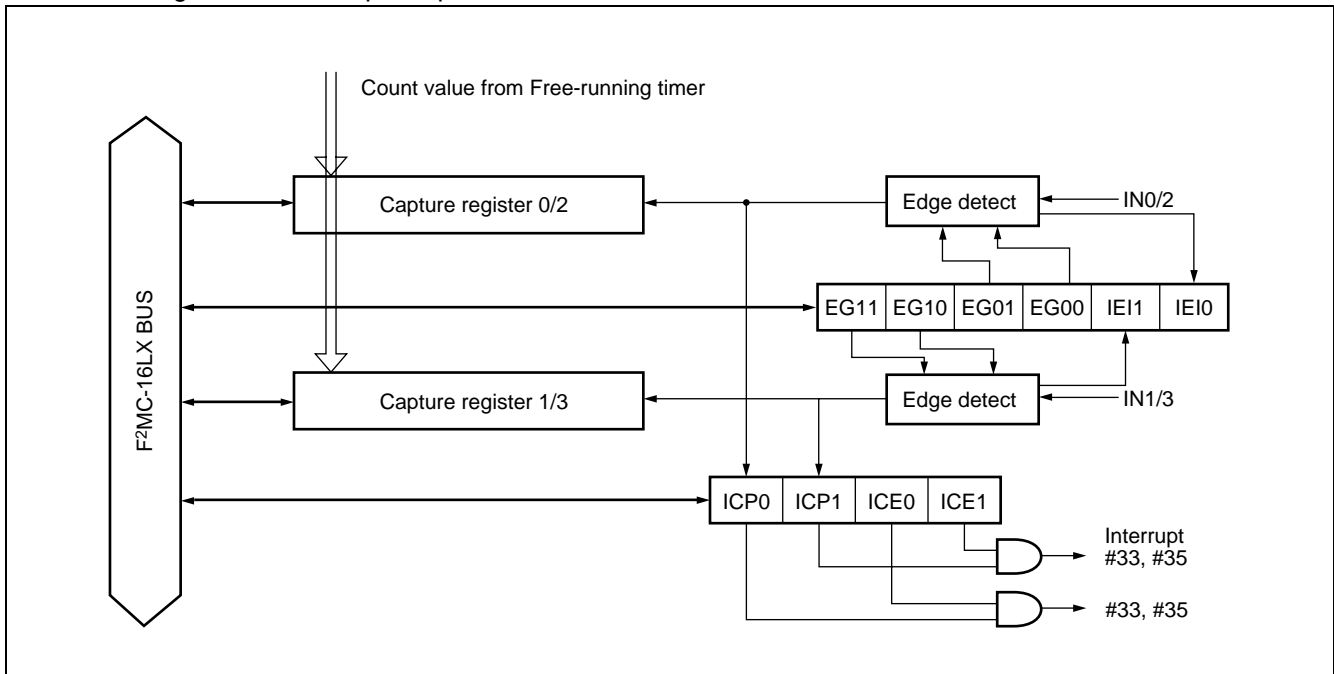 Count value from Free-running timer
Capture register 0/2
Edge detect
IN0/2
EG11 EG10 EG01 EG00 IEI1 IEI0
F²MC-16LX BUS
Capture register 1/3
Edge detect
IN1/3
ICP0 ICP1 ICE0 ICE1
Interrupt
#33, #35
#33, #35